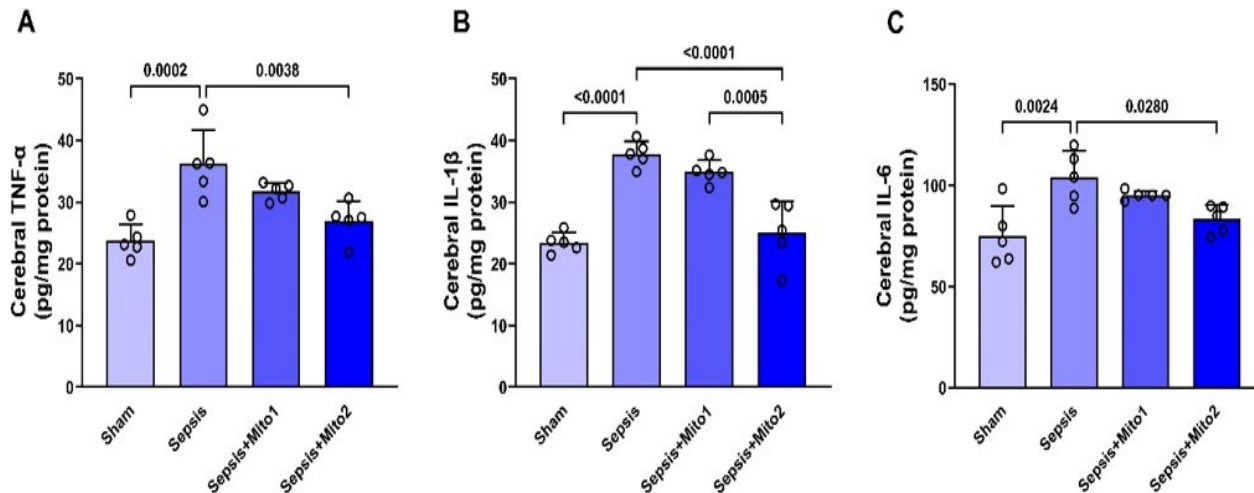 A
Cerebral TNF-α
(pg/mg protein)
50
40
30
20
10
0
0.0002
0.0038
Sham
Sepsis
Sepsis+Mito1
Sepsis+Mito2
B
Cerebral IL-1β
(pg/mg protein)
50
40
30
20
10
0
<0.0001
<0.0001
0.0005
Sham
Sepsis
Sepsis+Mito1
Sepsis+Mito2
C
Cerebral IL-6
(pg/mg protein)
150
100
50
0
0.0024
0.0280
Sham
Sepsis
Sepsis+Mito1
Sepsis+Mito2